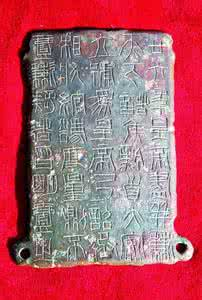 廿六年皇帝盡并兼
天下諸侯黔首大安
立號為皇帝乃詔丞
相狀綰灋度量則不
壹歉疑者皆明壹之